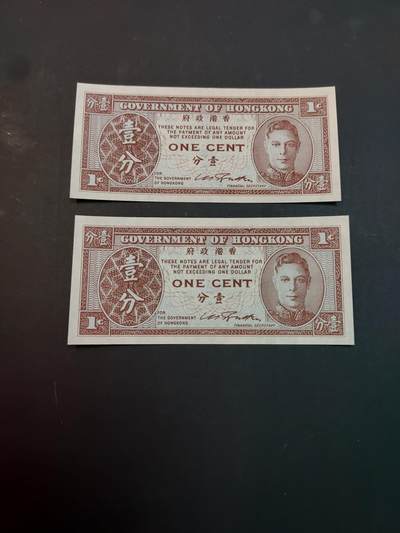 分壹 GOVERNMENT OF HONGKONG 1¢
府政港香
THESE NOTES ARE LEGAL TENDER FOR
THE PAYMENT OF ANY AMOUNT
NOT EXCEEDING ONE DOLLAR
壹分
ONE CENT
分壹
FOR
THE GOVERNMENT
OF HONGKONG
FINANCIAL SECRETARY
1¢ 分壹
分壹 GOVERNMENT OF HONGKONG 1¢
府政港香
THESE NOTES ARE LEGAL TENDER FOR
THE PAYMENT OF ANY AMOUNT
NOT EXCEEDING ONE DOLLAR
壹分
ONE CENT
分壹
FOR
THE GOVERNMENT
OF HONGKONG
FINANCIAL SECRETARY
1¢ 分壹